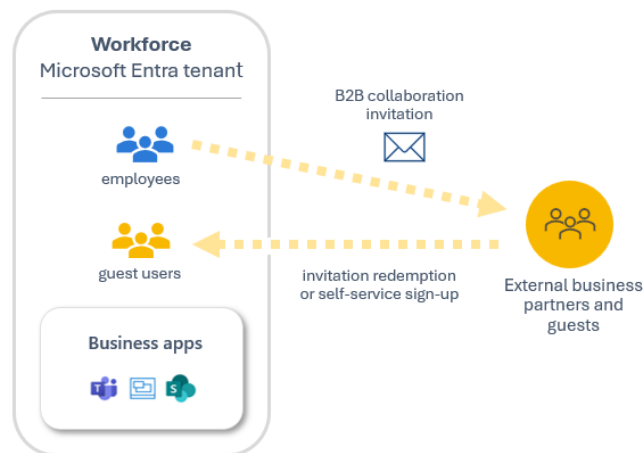 Workforce
Microsoft Entra tenant
employees
guest users
Business apps
B2B collaboration
invitation
invitation redemption
or self-service sign-up
External business
partners and
guests